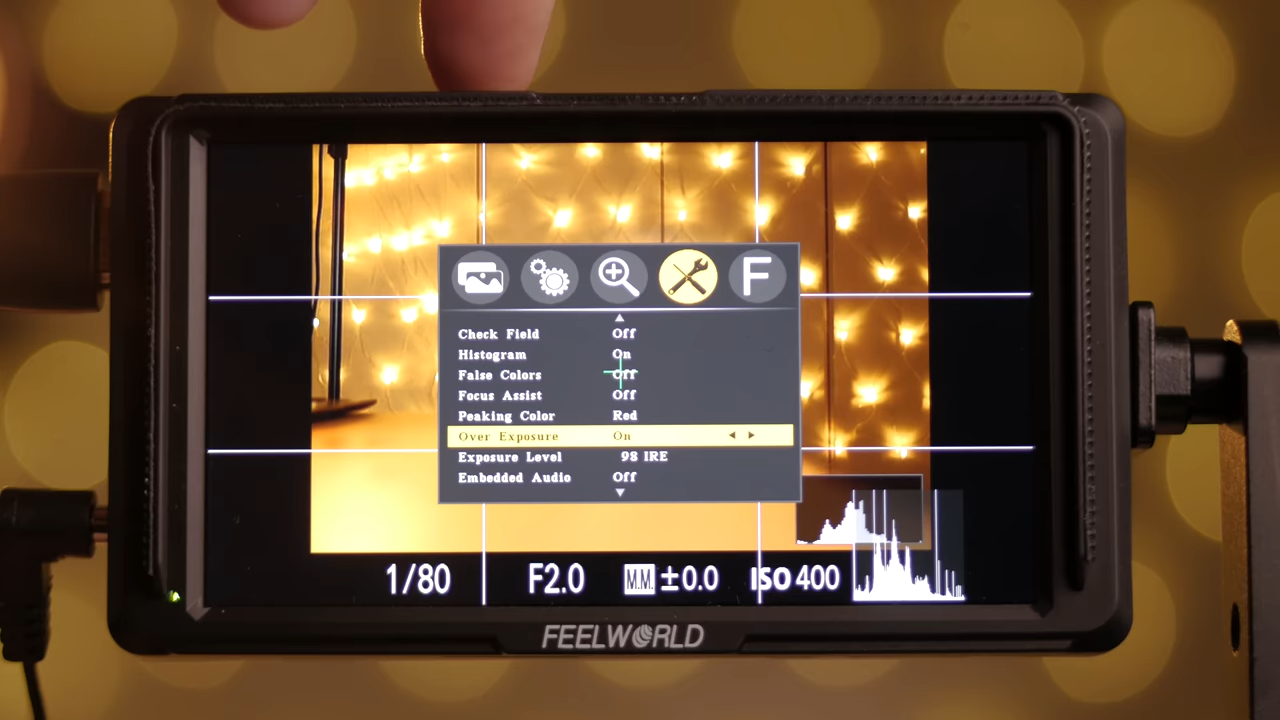 F
Check Field Off
Histogram On
False Colors Off
Focus Assist Off
Peaking Color Red
Over Exposure On
Exposure Level 98 IRE
Embedded Audio Off
1/80 F2.0 M.M ±0.0 ISO 400
FEELWORLD